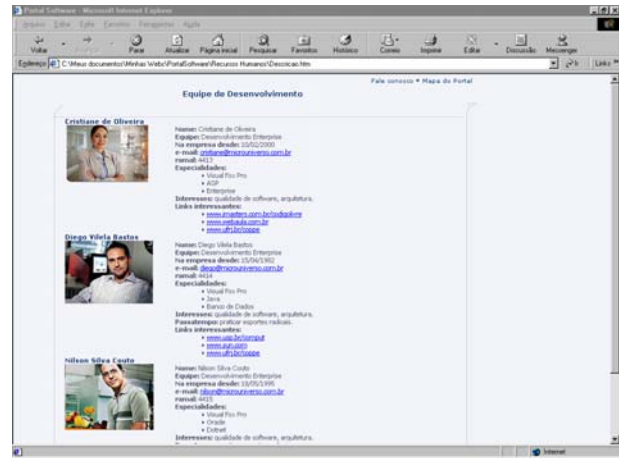 Portal Software - Microsoft Internet Explorer
Arquivo Editar Exibir Favoritos Ferramentas Ajuda
Voltar Avançar Parar Atualizar Página inicial Pesquisar Favoritos Histórico Correio Imprimir Editar Discussão Messenger
Endereço C:\Meus documentos\Minhas Webs\PortalSoftware\Recursos Humanos\Descricao.htm Ir Links »
Fale conosco * Mapa do Portal
Equipe de Desenvolvimento
Cristiane de Oliveira
Nome: Cristiane de Oliveira
Equipe: Desenvolvimento Enterprise
Na empresa desde: 10/02/2000
e-mail: cristiane@microuniverso.com.br
ramal: 4413
Especialidades:
• Visual Fox Pro
• ASP
• Enterprise
Interesses: qualidade de software, arquitetura.
Links interessantes:
• www.imasters.com.br/codigolivre
• www.webaula.com.br
• www.ufrj.br/coppe
Diego Vilela Bastos
Nome: Diego Vilela Bastos
Equipe: Desenvolvimento Enterprise
Na empresa desde: 15/04/1982
e-mail: diego@microuniverso.com.br
ramal: 4414
Especialidades:
• Visual Fox Pro
• Java
• Banco de Dados
Interesses: qualidade de software, arquitetura.
Passatempo: praticar esportes radicais.
Links interessantes:
• www.usp.br/comput
• www.sun.com
• www.ufrj.br/coppe
Nilson Silva Couto
Nome: Nilson Silva Couto
Equipe: Desenvolvimento Enterprise
Na empresa desde: 19/05/1995
e-mail: nilson@microuniverso.com.br
ramal: 4415
Especialidades:
• Visual Fox Pro
• Oracle
• Dotnet
Interesses: qualidade de software, arquitetura.
Internet